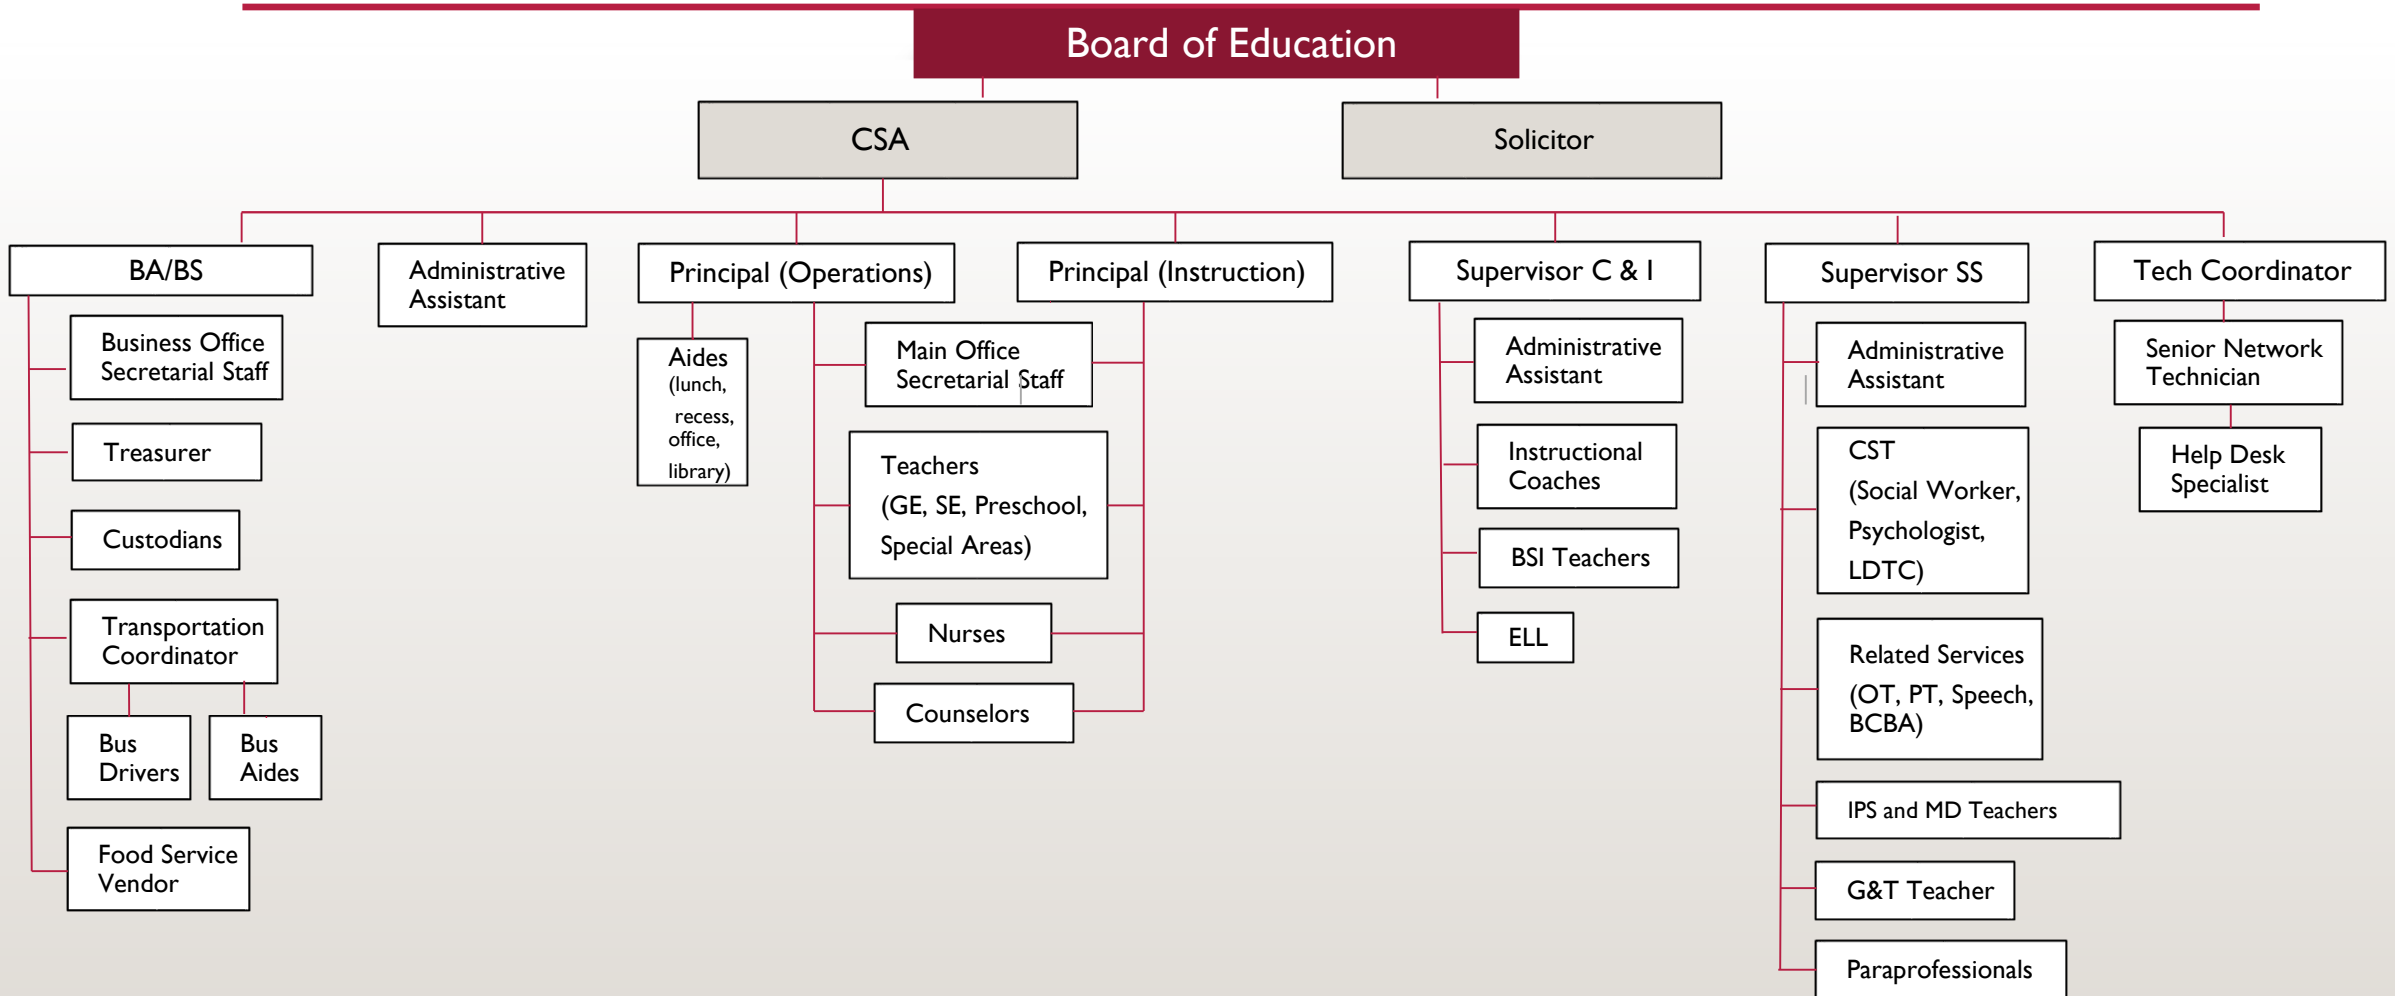 Board of Education
CSA
Solicitor
BA/BS
Administrative
Assistant
Principal (Operations)
Principal (Instruction)
Supervisor C & I
Supervisor SS
Tech Coordinator
Business Office
Secretarial Staff
Treasurer
Custodians
Transportation
Coordinator
Bus
Drivers
Bus
Aides
Food Service
Vendor
Aides
(lunch,
recess,
office,
library)
Main Office
Secretarial Staff
Teachers
(GE, SE, Preschool,
Special Areas)
Nurses
Counselors
Administrative
Assistant
Instructional
Coaches
BSI Teachers
ELL
Administrative
Assistant
CST
(Social Worker,
Psychologist,
LDTC)
Related Services
(OT, PT, Speech,
BCBA)
IPS and MD Teachers
G&T Teacher
Paraprofessionals
Senior Network
Technician
Help Desk
Specialist